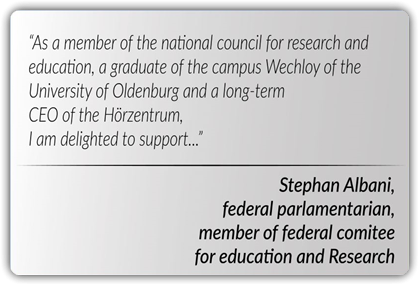 “As a member of the national council for research and
education, a graduate of the campus Wechloy of the
University of Oldenburg and a long-term
CEO of the Hörzentrum,
I am delighted to support...”
Stephan Albani,
federal parlamentarian,
member of federal comitee
for education and Research